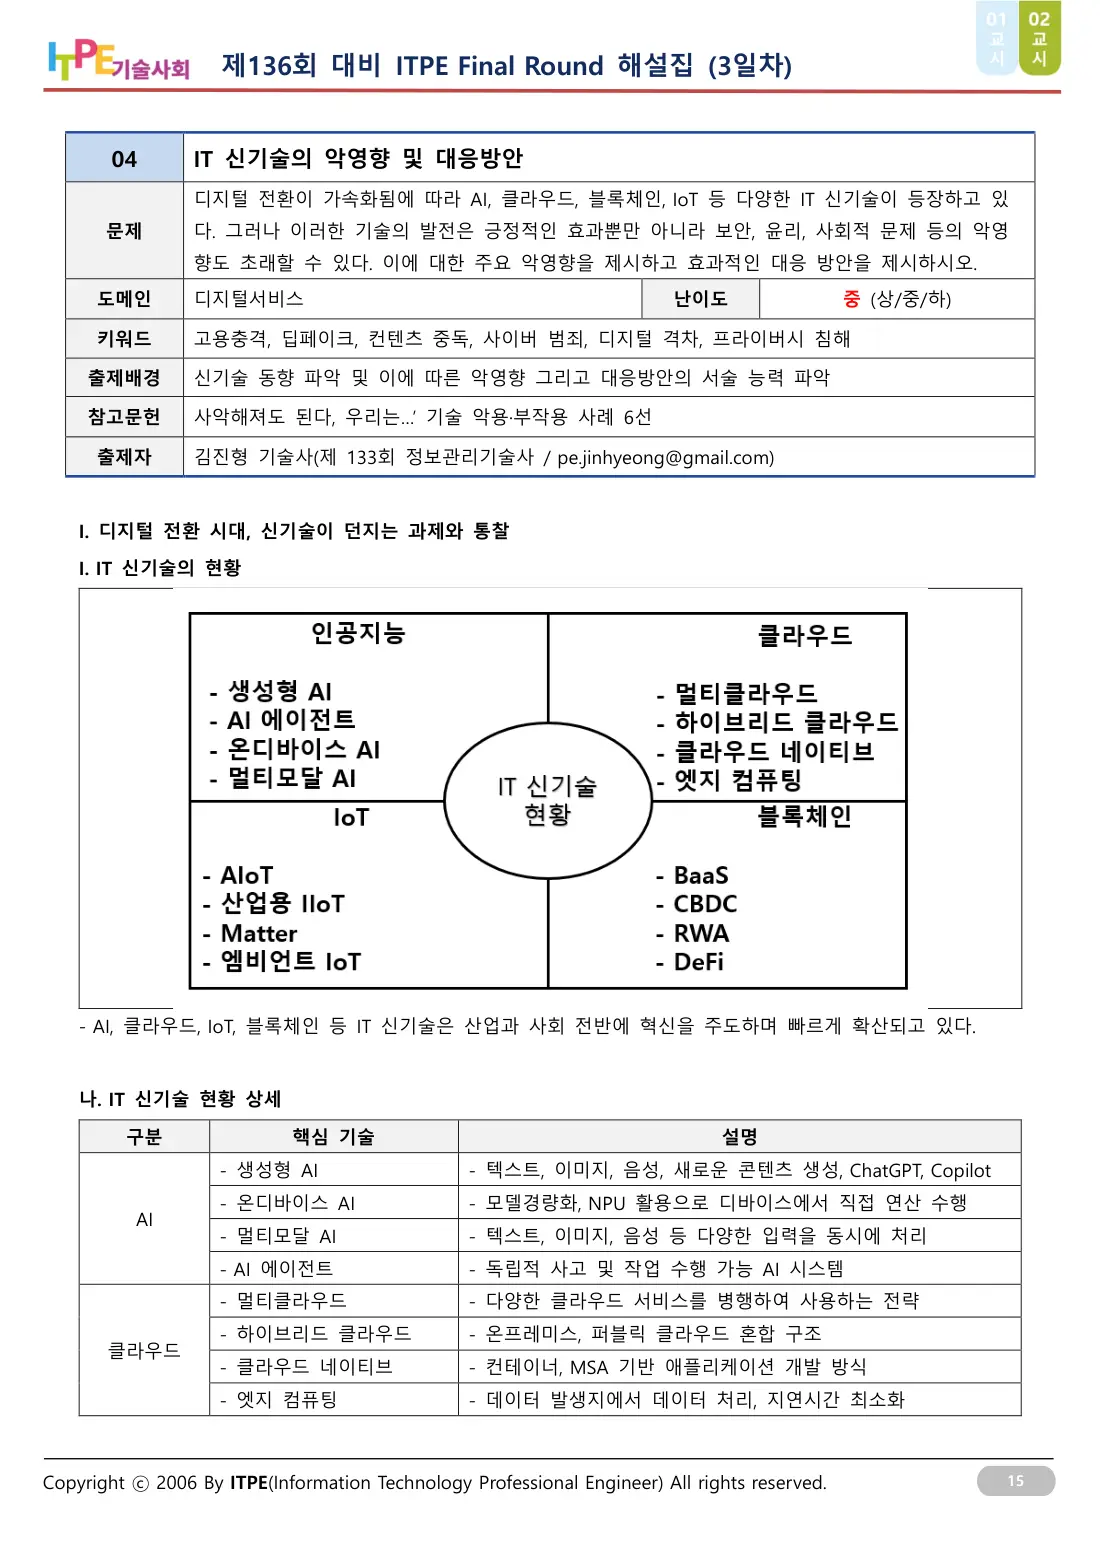 ITPE기술사회
제136회 대비 ITPE Final Round 해설집 (3일차)
01
교
시
02
교
시
04
IT 신기술의 악영향 및 대응방안
문제
디지털 전환이 가속화됨에 따라 AI, 클라우드, 블록체인, IoT 등 다양한 IT 신기술이 등장하고 있
다. 그러나 이러한 기술의 발전은 긍정적인 효과뿐만 아니라 보안, 윤리, 사회적 문제 등의 악영
향도 초래할 수 있다. 이에 대한 주요 악영향을 제시하고 효과적인 대응 방안을 제시하시오.
도메인 디지털서비스 난이도 중 (상/중/하)
키워드 고용충격, 딥페이크, 컨텐츠 중독, 사이버 범죄, 디지털 격차, 프라이버시 침해
출제배경 신기술 동향 파악 및 이에 따른 악영향 그리고 대응방안의 서술 능력 파악
참고문헌 사악해져도 된다, 우리는…‘ 기술 악용·부작용 사례 6선
출제자 김진형 기술사(제 133회 정보관리기술사 / pe.jinhyeong@gmail.com)
I. 디지털 전환 시대, 신기술이 던지는 과제와 통찰
I. IT 신기술의 현황
인공지능
- 생성형 AI
- AI 에이전트
- 온디바이스 AI
- 멀티모달 AI
클라우드
- 멀티클라우드
- 하이브리드 클라우드
- 클라우드 네이티브
- 엣지 컴퓨팅
IT 신기술
현황
IoT
- AIoT
- 산업용 IIoT
- Matter
- 엠비언트 IoT
블록체인
- BaaS
- CBDC
- RWA
- DeFi
- AI, 클라우드, IoT, 블록체인 등 IT 신기술은 산업과 사회 전반에 혁신을 주도하며 빠르게 확산되고 있다.
나. IT 신기술 현황 상세
구분 핵심 기술 설명
AI
- 생성형 AI - 텍스트, 이미지, 음성, 새로운 콘텐츠 생성, ChatGPT, Copilot
- 온디바이스 AI - 모델경량화, NPU 활용으로 디바이스에서 직접 연산 수행
- 멀티모달 AI - 텍스트, 이미지, 음성 등 다양한 입력을 동시에 처리
- AI 에이전트 - 독립적 사고 및 작업 수행 가능 AI 시스템
클라우드
- 멀티클라우드 - 다양한 클라우드 서비스를 병행하여 사용하는 전략
- 하이브리드 클라우드 - 온프레미스, 퍼블릭 클라우드 혼합 구조
- 클라우드 네이티브 - 컨테이너, MSA 기반 애플리케이션 개발 방식
- 엣지 컴퓨팅 - 데이터 발생지에서 데이터 처리, 지연시간 최소화
Copyright ⓒ 2006 By ITPE(Information Technology Professional Engineer) All rights reserved.
15